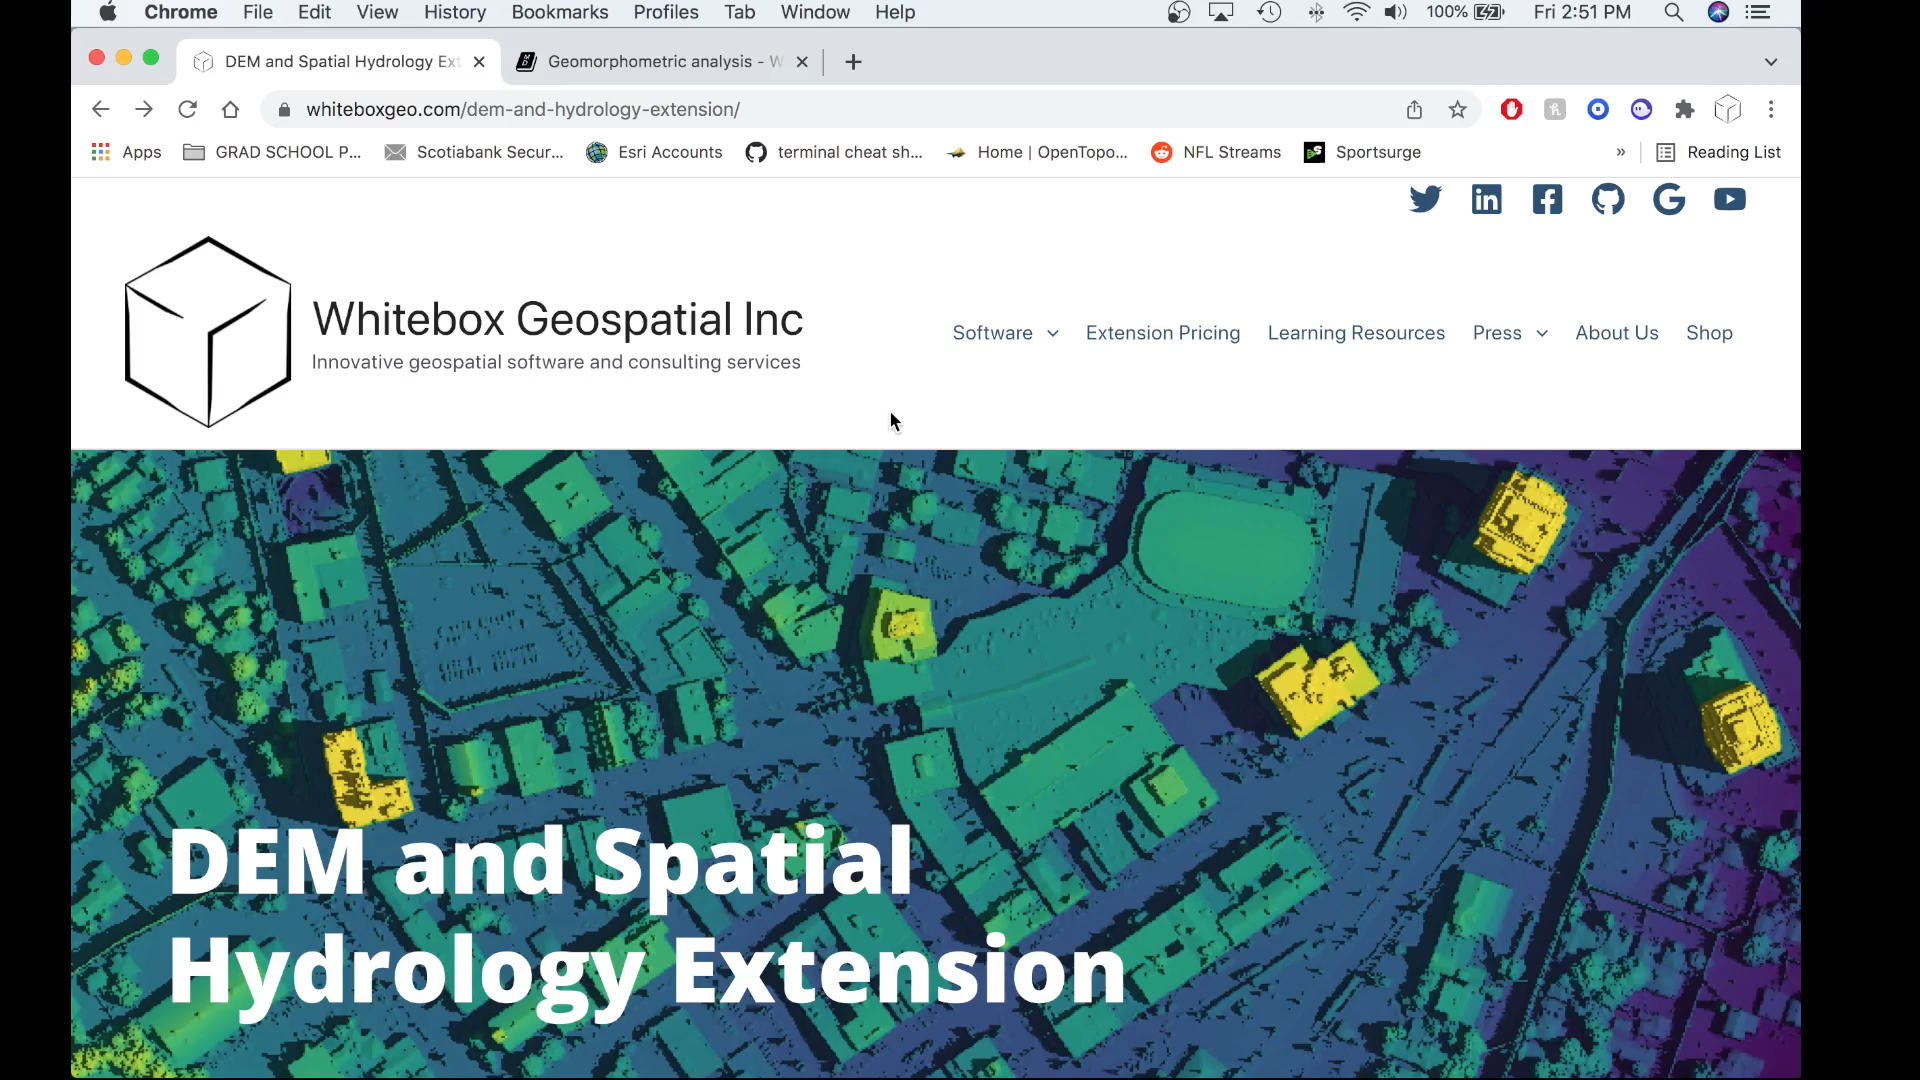 Chrome File Edit View History Bookmarks Profiles Tab Window Help 100% Fri 2:51 PM
DEM and Spatial Hydrology Ext Geomorphometric analysis - W
whiteboxgeo.com/dem-and-hydrology-extension/
Apps GRAD SCHOOL P... Scotiabank Secur... Esri Accounts terminal cheat sh... Home | OpenTopo... NFL Streams Sportsurge » Reading List
Whitebox Geospatial Inc
Innovative geospatial software and consulting services
Software Extension Pricing Learning Resources Press About Us Shop
DEM and Spatial
Hydrology Extension